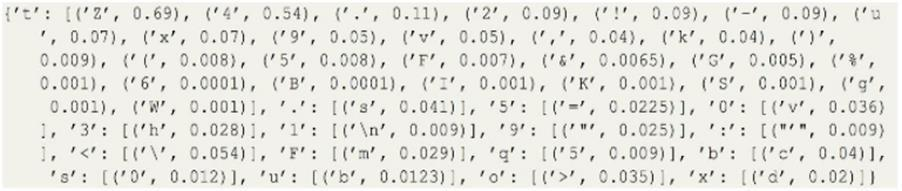 {'t': [('Z', 0.69), ('4', 0.54), ('.', 0.11), ('2', 0.09), ('!', 0.09), ('-', 0.09), ('u
', 0.07), ('x', 0.07), ('9', 0.05), ('v', 0.05), (',', 0.04), ('k', 0.04), (')',
0.009), ('(', 0.008), ('5', 0.008), ('F', 0.007), ('&', 0.0065), ('G', 0.005), ('%',
0.001), ('6', 0.0001), ('B', 0.0001), ('I', 0.001), ('K', 0.001), ('S', 0.001), ('g',
0.001), ('W', 0.001)], '.': [('s', 0.041)], '5': [('=', 0.0225)], '0': [('v', 0.036)
], '3': [('h', 0.028)], 'l': [('\n', 0.009)], '9': [('"', 0.025)], ':': [("'", 0.009)
], '<': [('\', 0.054)], 'F': [('m', 0.029)], 'q': [('5', 0.009)], 'b': [('c', 0.04)],
's': [('0', 0.012)], 'u': [('b', 0.0123)], 'o': [('>', 0.035)], 'x': [('d', 0.02)]}